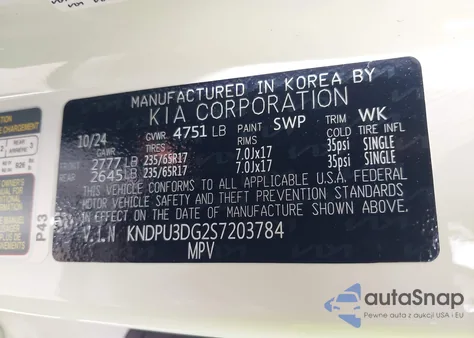 MANUFACTURED IN KOREA BY
KIA CORPORATION
10/24 GVWR 4751 LB PAINT SWP TRIM WK
TIRES RIMS COLD TIRE INFL
FRONT 2777 LB 235/65R17 7.0Jx17 35psi SINGLE
REAR 2645 LB 235/65R17 7.0Jx17 35psi SINGLE
THIS VEHICLE CONFORMS TO ALL APPLICABLE U.S.A. FEDERAL
MOTOR VEHICLE SAFETY AND THEFT PREVENTION STANDARDS
IN EFFECT ON THE DATE OF MANUFACTURE SHOWN ABOVE
V.I.N KNDPU3DG2S7203784
MPV
P43
autoSnap
Pewne auta z aukcji USA i EU